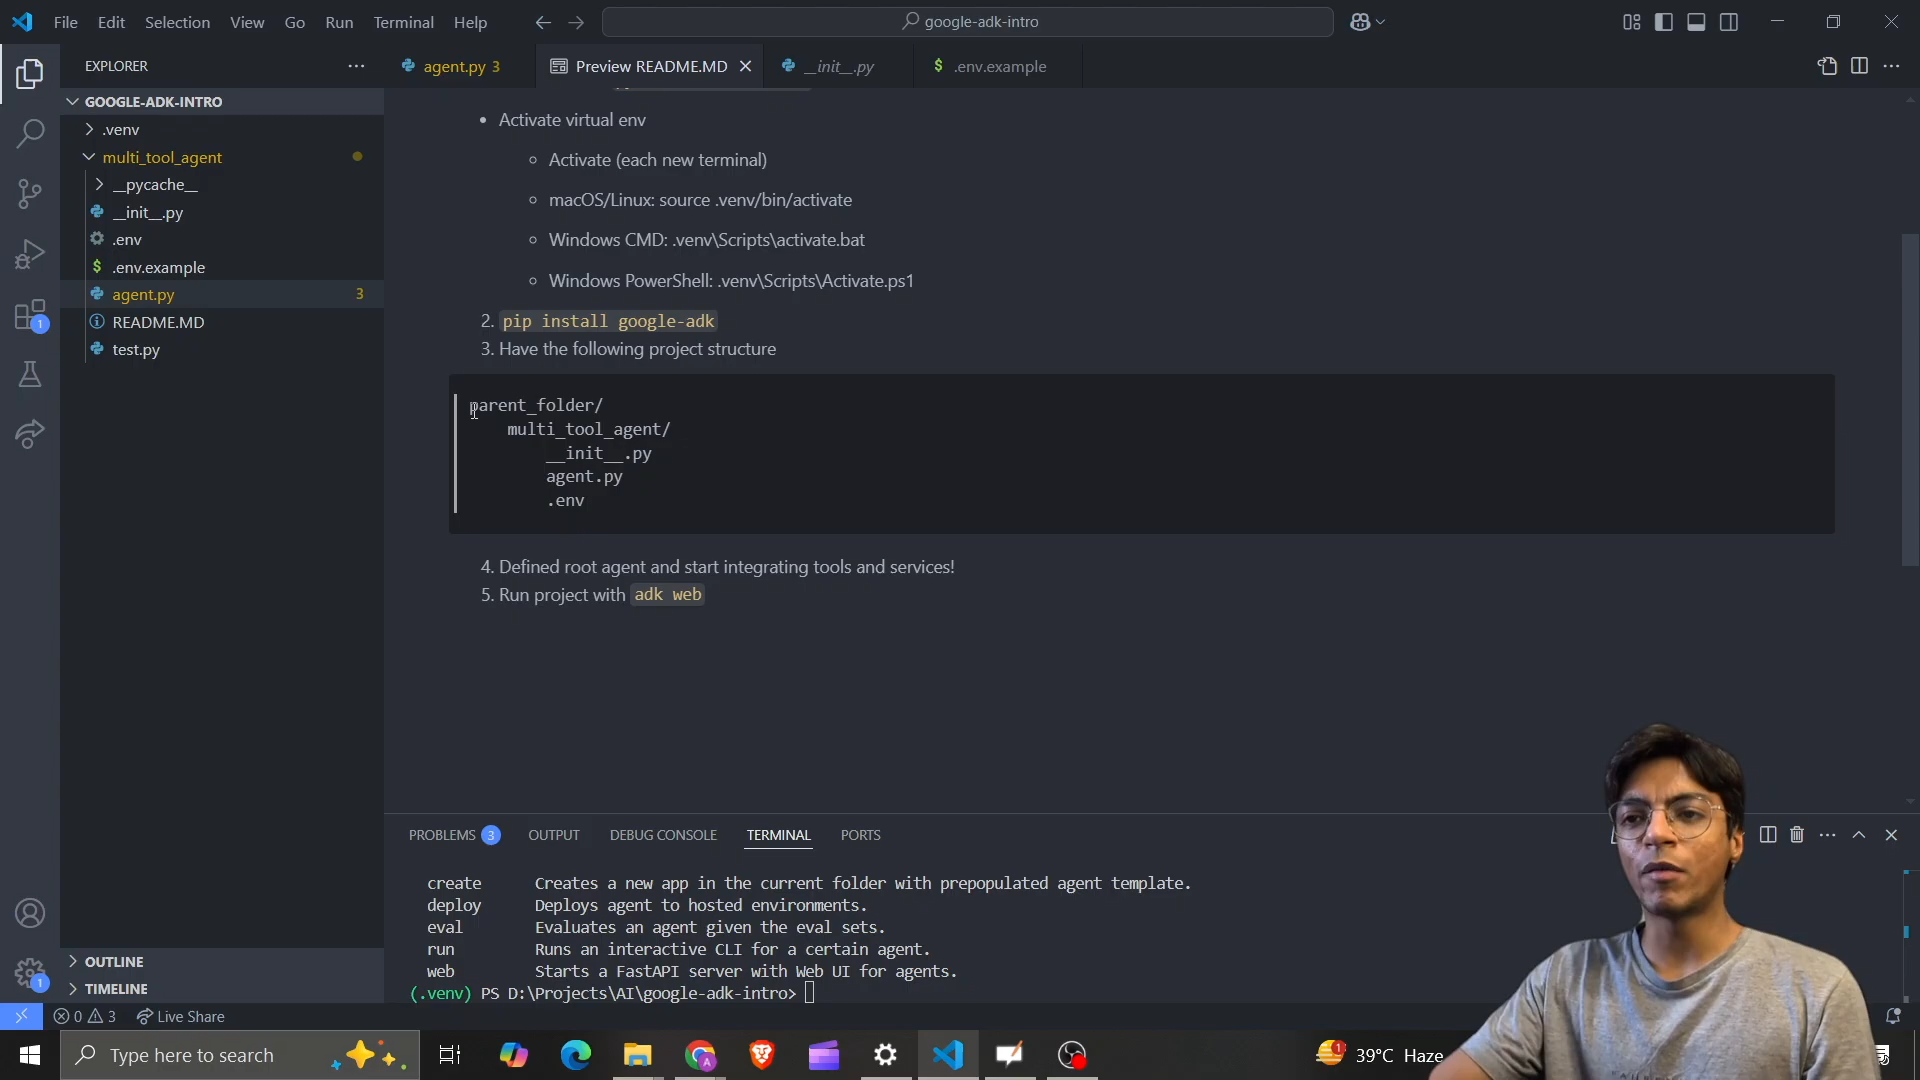 File Edit Selection View Go Run Terminal Help
google-adk-intro
EXPLORER
agent.py 3
Preview README.MD
__init__.py
$ .env.example
GOOGLE-ADK-INTRO
.venv
multi_tool_agent
__pycache__
__init__.py
.env
$ .env.example
agent.py 3
README.MD
test.py
OUTLINE
TIMELINE
1
1
• Activate virtual env
Activate (each new terminal)
macOS/Linux: source .venv/bin/activate
Windows CMD: .venv\Scripts\activate.bat
Windows PowerShell: .venv\Scripts\Activate.ps1
2. pip install google-adk
3. Have the following project structure
parent_folder/
multi_tool_agent/
__init__.py
agent.py
.env
4. Defined root agent and start integrating tools and services!
5. Run project with adk web
PROBLEMS 3 OUTPUT DEBUG CONSOLE TERMINAL PORTS
create Creates a new app in the current folder with prepopulated agent template.
deploy Deploys agent to hosted environments.
eval Evaluates an agent given the eval sets.
run Runs an interactive CLI for a certain agent.
web Starts a FastAPI server with Web UI for agents.
(.venv) PS D:\Projects\AI\google-adk-intro>
0 3 Live Share
Type here to search
1 39°C Haze